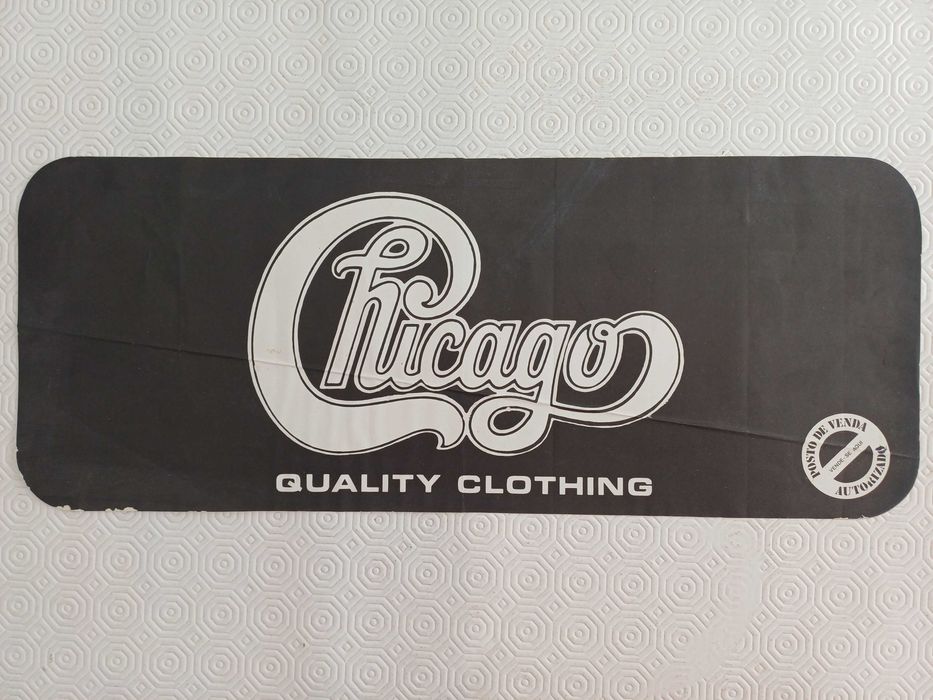 Chicago
QUALITY CLOTHING
POSTO DE VENDA
VENDE-SE AQUI
AUTORIZADO